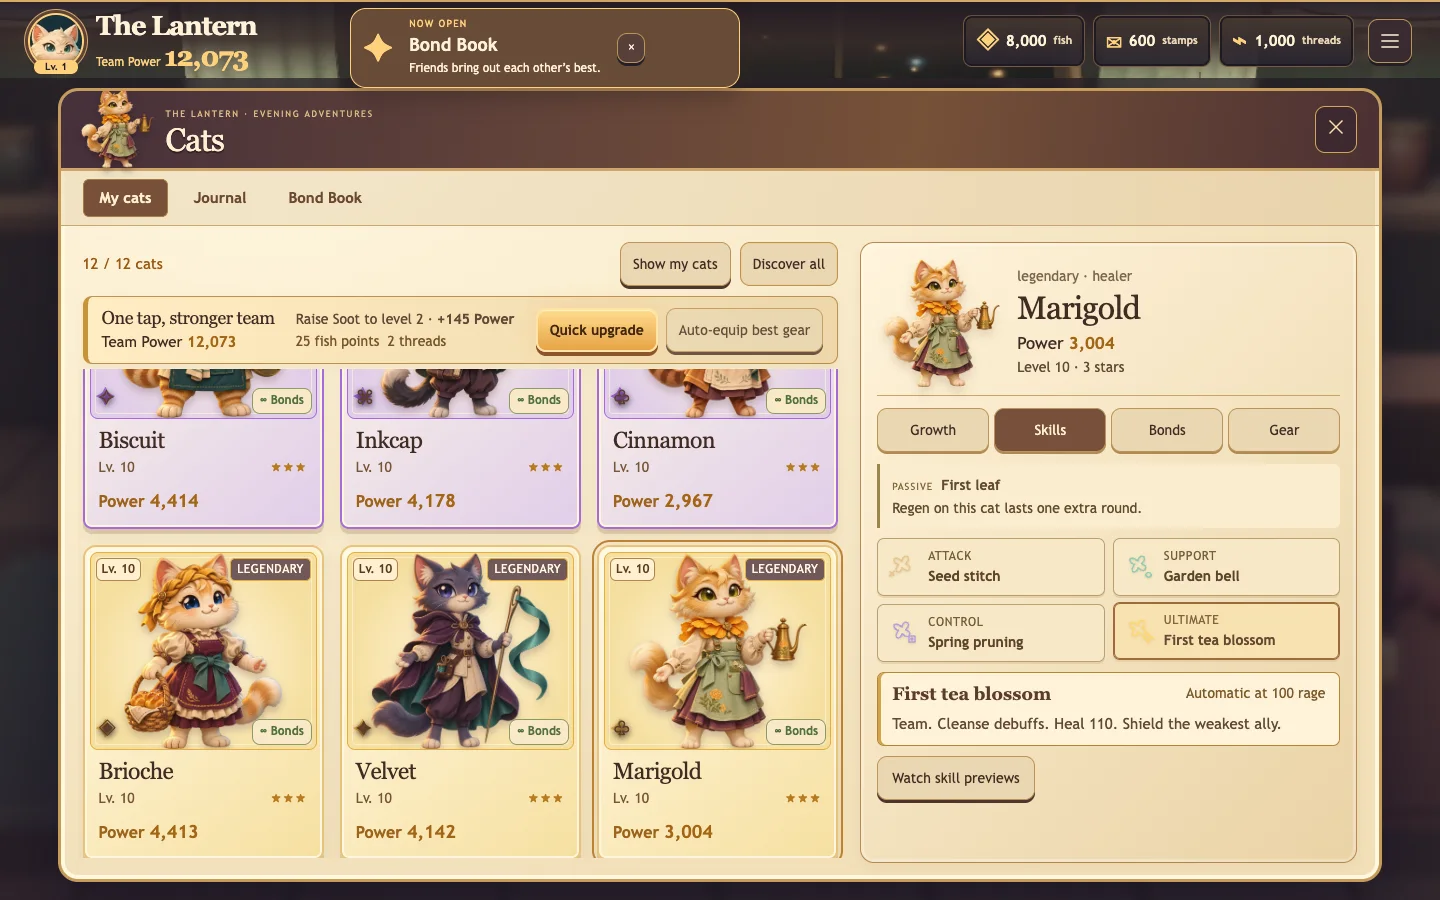 The Lantern
Team Power 12,073
Lv. 1
NOW OPEN
Bond Book
Friends bring out each other's best.
×
8,000 fish
600 stamps
1,000 threads
THE LANTERN · EVENING ADVENTURES
Cats
My cats
Journal
Bond Book
12 / 12 cats
Show my cats
Discover all
One tap, stronger team
Team Power 12,073
Raise Soot to level 2 · +145 Power
25 fish points 2 threads
Quick upgrade
Auto-equip best gear
∞ Bonds
Biscuit
Lv. 10
★★★
Power 4,414
∞ Bonds
Inkcap
Lv. 10
★★★
Power 4,178
∞ Bonds
Cinnamon
Lv. 10
★★★
Power 2,967
Lv. 10
LEGENDARY
∞ Bonds
Brioche
Lv. 10
★★★
Power 4,413
Lv. 10
LEGENDARY
∞ Bonds
Velvet
Lv. 10
★★★
Power 4,142
Lv. 10
LEGENDARY
∞ Bonds
Marigold
Lv. 10
★★★
Power 3,004
legendary · healer
Marigold
Power 3,004
Level 10 · 3 stars
Growth
Skills
Bonds
Gear
PASSIVE First leaf
Regen on this cat lasts one extra round.
ATTACK
Seed stitch
SUPPORT
Garden bell
CONTROL
Spring pruning
ULTIMATE
First tea blossom
First tea blossom
Automatic at 100 rage
Team. Cleanse debuffs. Heal 110. Shield the weakest ally.
Watch skill previews